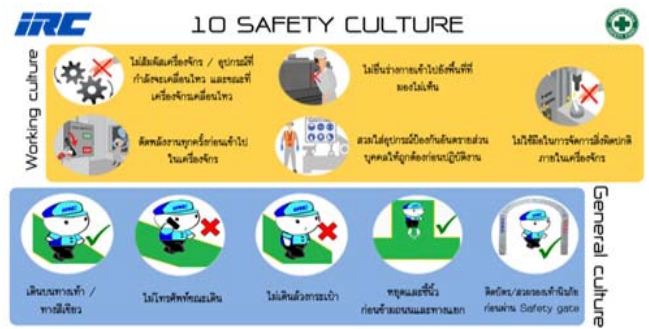 IRC
10 SAFETY CULTURE
Working culture
ไม่สัมผัสเครื่องจักร / อุปกรณ์ที่
กำลังจะเคลื่อนไหว และขณะที่
เครื่องจักรเคลื่อนไหว
ไม่ยื่นร่างกายเข้าไปยังพื้นที่ที่
มองไม่เห็น
ตัดพลังงานทุกครั้งก่อนเข้าไป
ในเครื่องจักร
สวมใส่อุปกรณ์ป้องกันอันตรายส่วน
บุคคลให้ถูกต้องก่อนปฏิบัติงาน
ไม่ใช้มือในการจัดการสิ่งผิดปกติ
ภายในเครื่องจักร
General culture
เดินบนทางเท้า /
ทางสีเขียว
ไม่โทรศัพท์ขณะเดิน
ไม่เดินล้วงกระเป๋า
หยุดและชี้นิ้ว
ก่อนข้ามถนนและทางแยก
ติดบัตร/สวมรองเท้านิรภัย
ก่อนผ่าน Safety gate